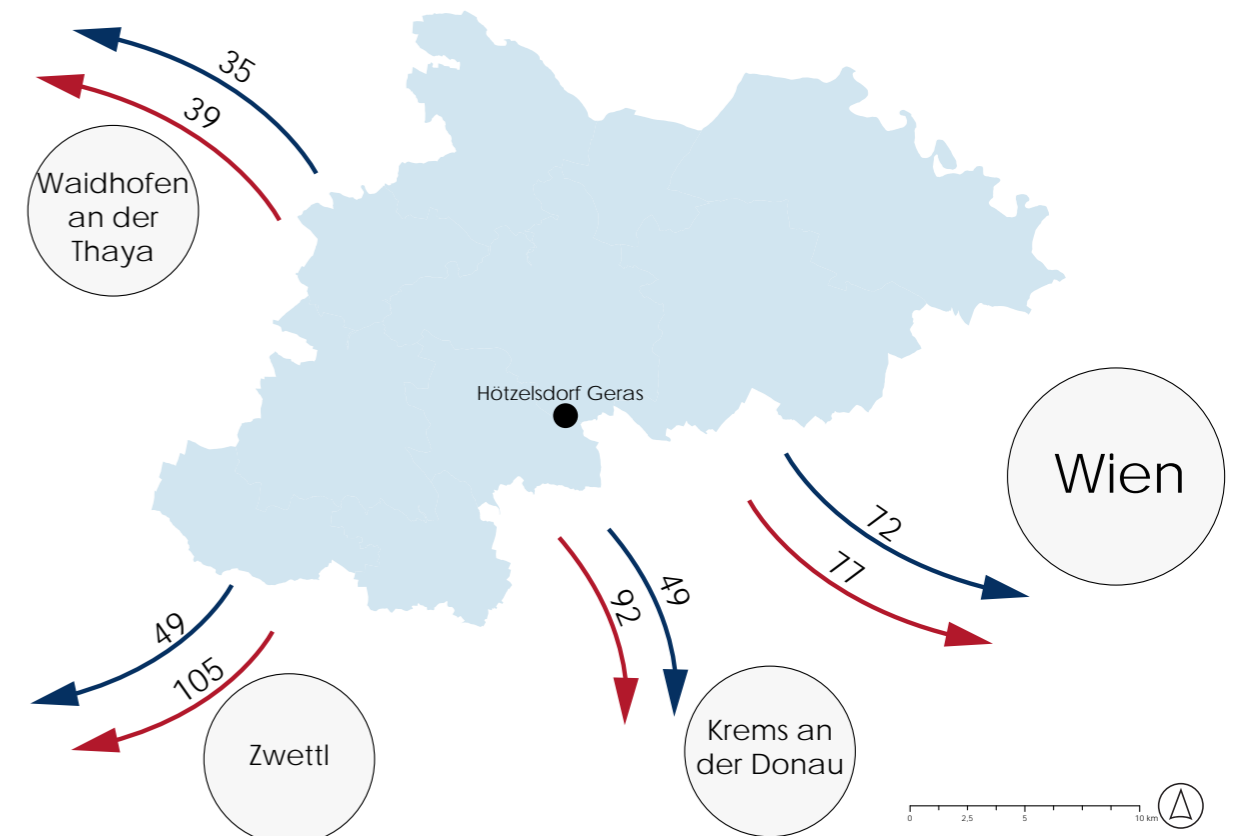 35
39
Waidhofen
an der
Thaya
Hötzelsdorf Geras
Wien
72
77
49
92
49
105
Zwettl
Krems an
der Donau
0 2,5 5 10 km